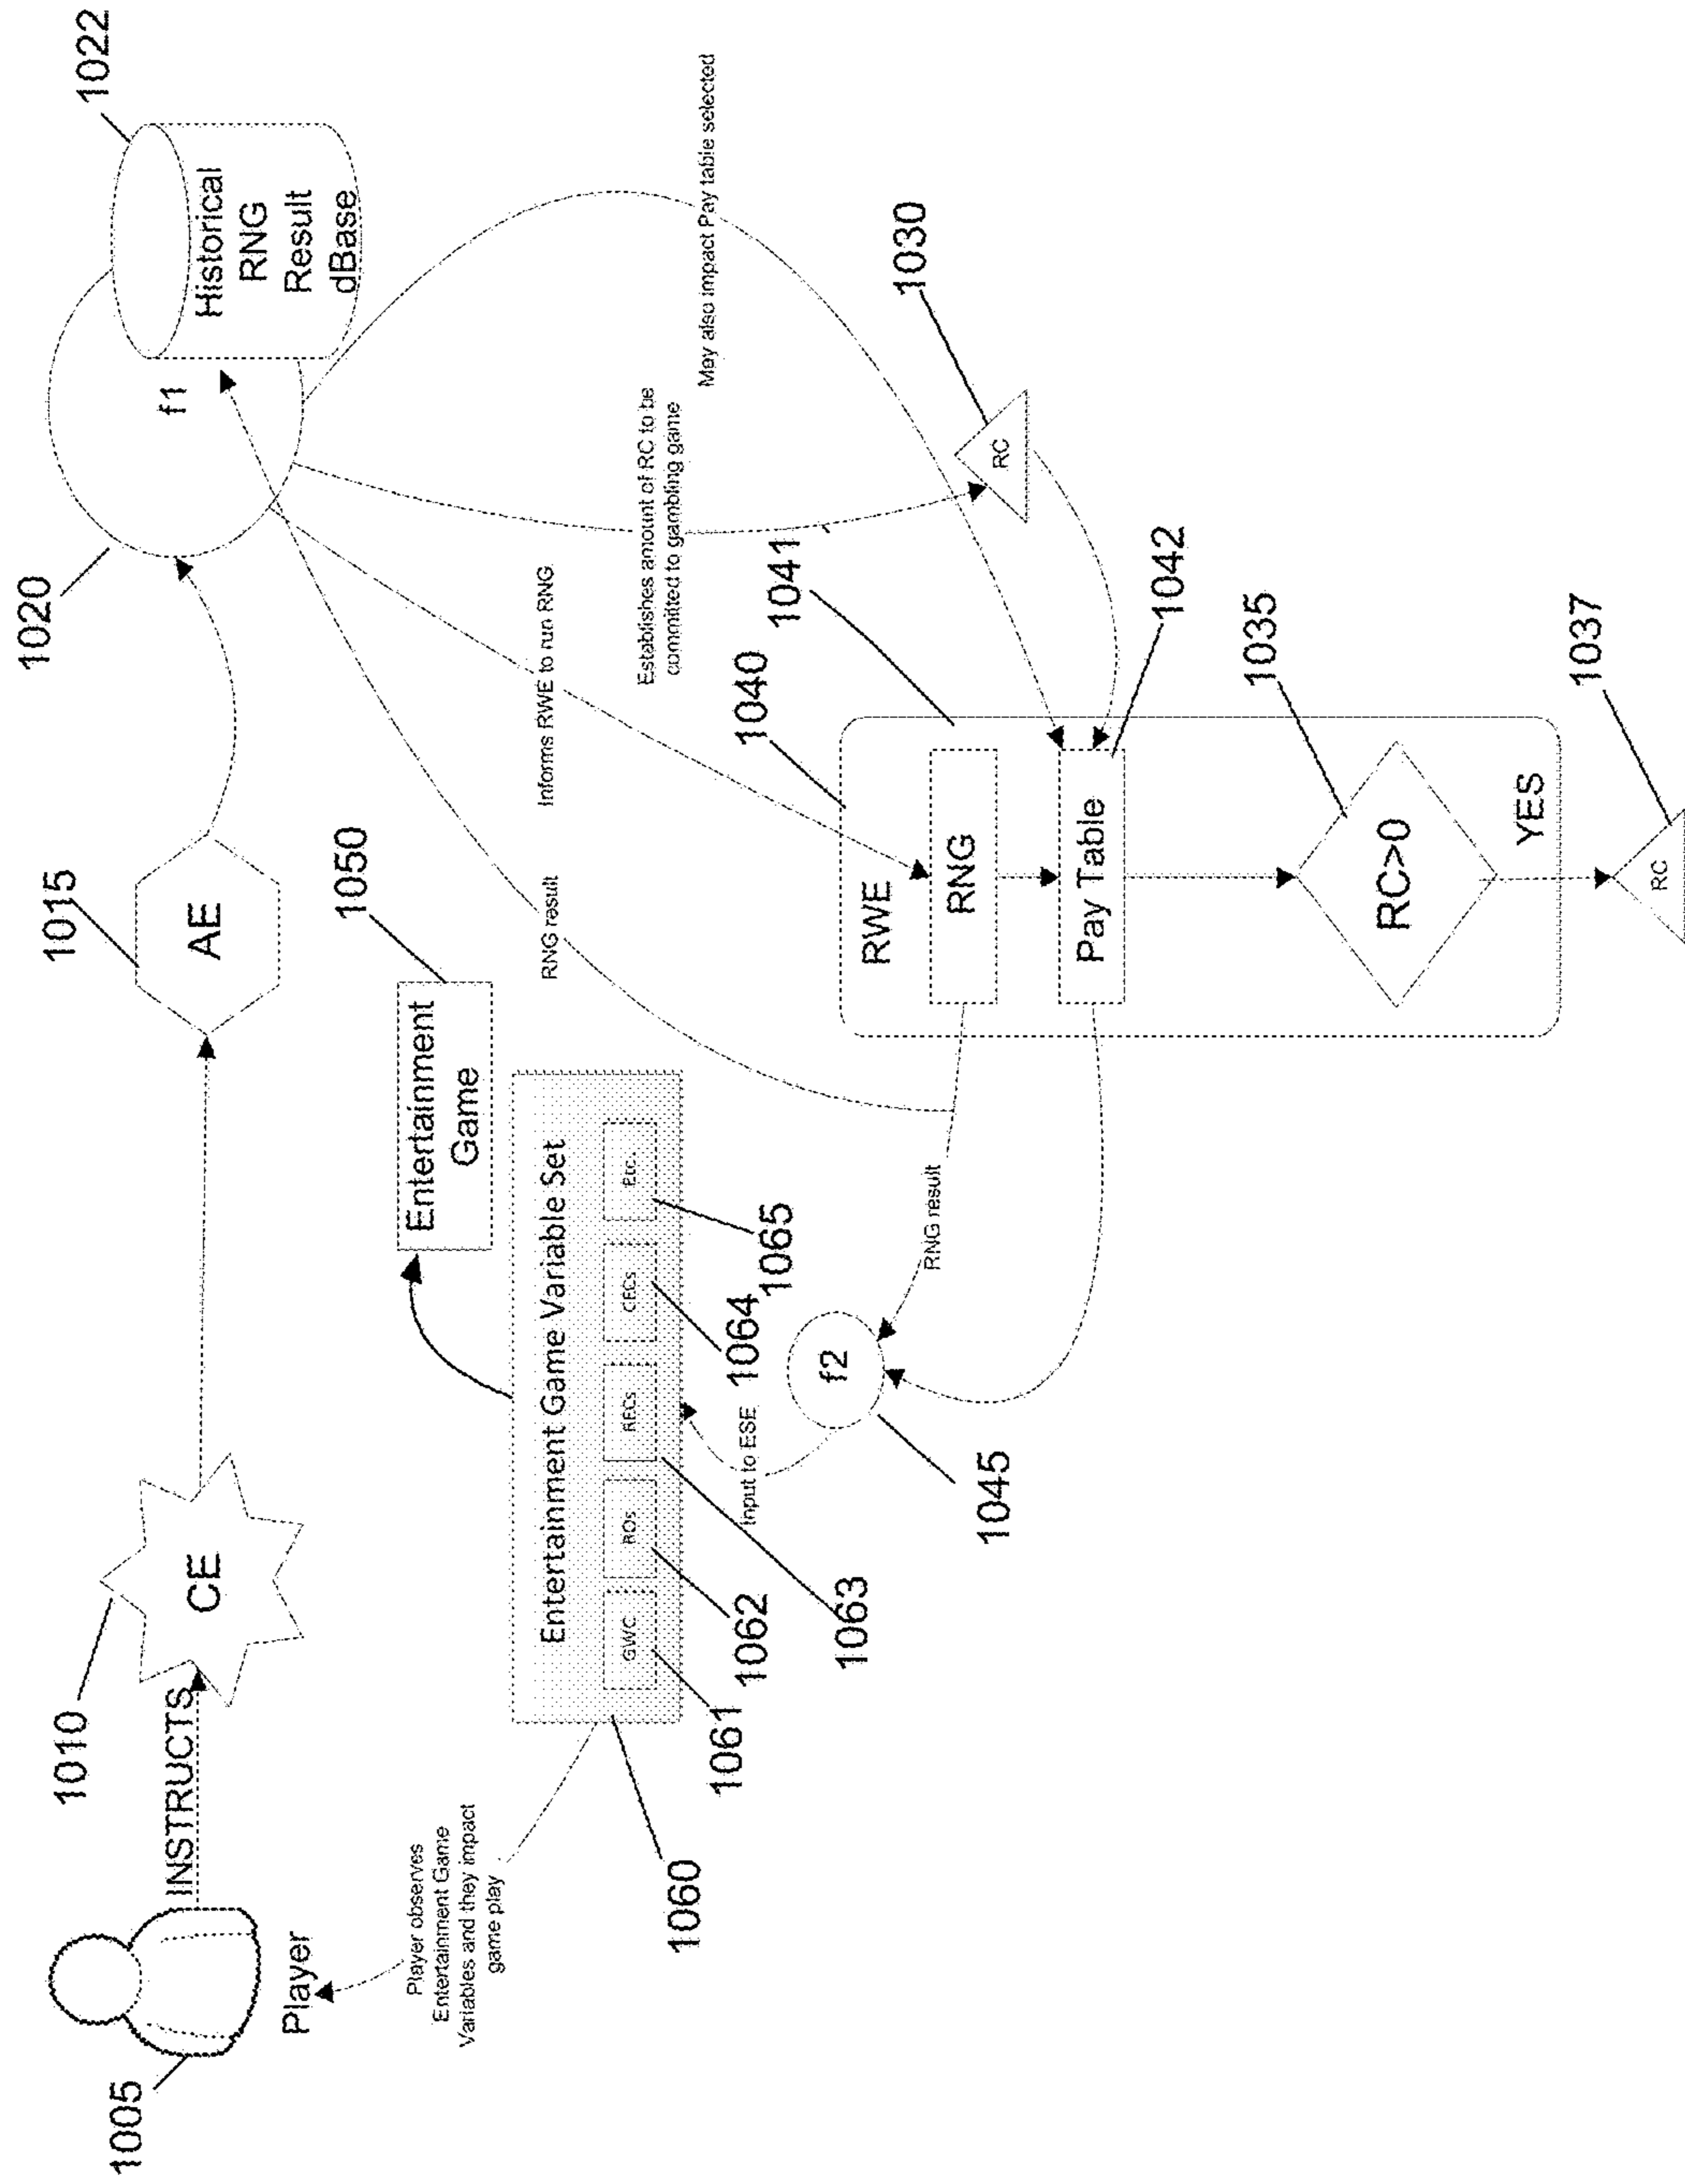 1005
Player
INSTRUCTS
1010
CE
1015
AE
1020
f1
1022
Historical
RNG
Result
dBase
Player observes
Entertainment Game
Variables and they impact
game play
1060
Entertainment Game Variable Set
GWC
ROs
RECs
CECs
Etc.
1061
1062
1063
1064
1065
Entertainment
Game
1050
Input to ESE
f2
1045
RNG result
RNG result
Informs RWE to run RNG
Establishes amount of RC to be
committed to gambling game
May also impact Pay table selected
RC
1030
1040
1041
RWE
RNG
Pay Table
1042
RC>0
1035
YES
RC
1037